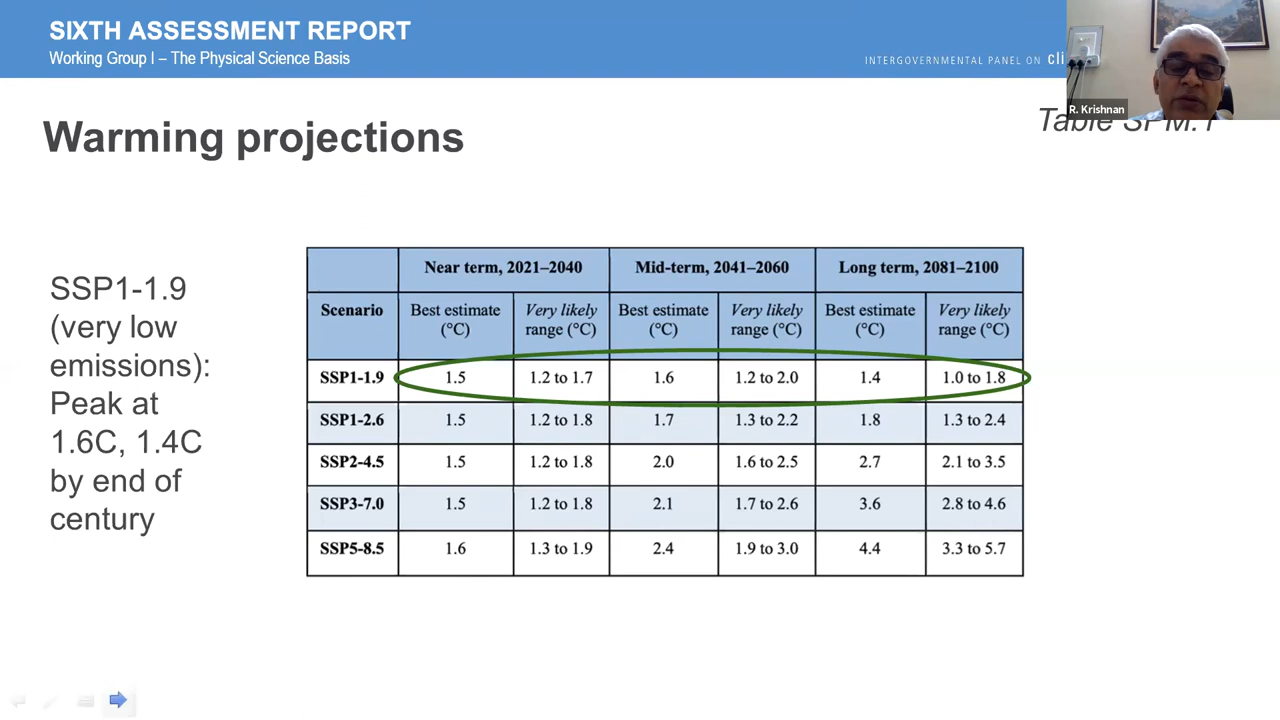 SIXTH ASSESSMENT REPORT
Working Group I – The Physical Science Basis
INTERGOVERNMENTAL PANEL ON cli
R. Krishnan
Table SPM.1
Warming projections
SSP1-1.9
(very low
emissions):
Peak at
1.6C, 1.4C
by end of
century
Near term, 2021–2040 Mid-term, 2041–2060 Long term, 2081–2100
Scenario Best estimate (°C) Very likely range (°C) Best estimate (°C) Very likely range (°C) Best estimate (°C) Very likely range (°C)
SSP1-1.9 1.5 1.2 to 1.7 1.6 1.2 to 2.0 1.4 1.0 to 1.8
SSP1-2.6 1.5 1.2 to 1.8 1.7 1.3 to 2.2 1.8 1.3 to 2.4
SSP2-4.5 1.5 1.2 to 1.8 2.0 1.6 to 2.5 2.7 2.1 to 3.5
SSP3-7.0 1.5 1.2 to 1.8 2.1 1.7 to 2.6 3.6 2.8 to 4.6
SSP5-8.5 1.6 1.3 to 1.9 2.4 1.9 to 3.0 4.4 3.3 to 5.7